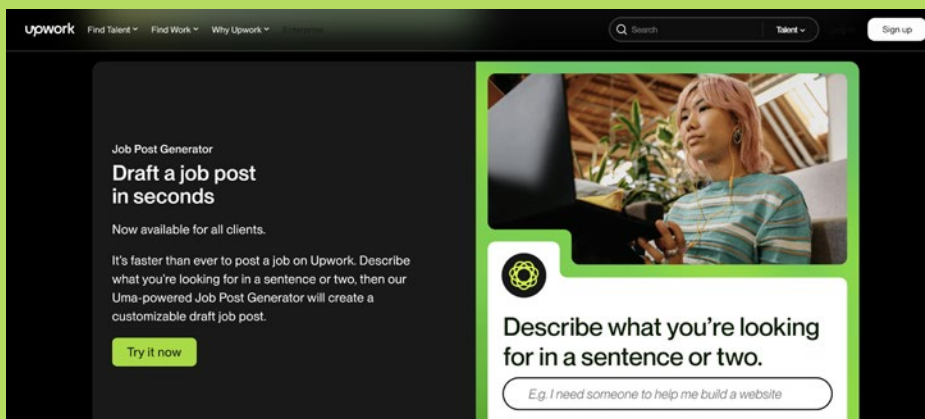 upwork Find Talent Find Work Why Upwork Enterprise Search Talent Sign up
Job Post Generator
Draft a job post
in seconds
Now available for all clients.
It's faster than ever to post a job on Upwork. Describe
what you're looking for in a sentence or two, then our
Uma-powered Job Post Generator will create a
customizable draft job post.
Try it now
Describe what you're looking
for in a sentence or two.
E.g. I need someone to help me build a website